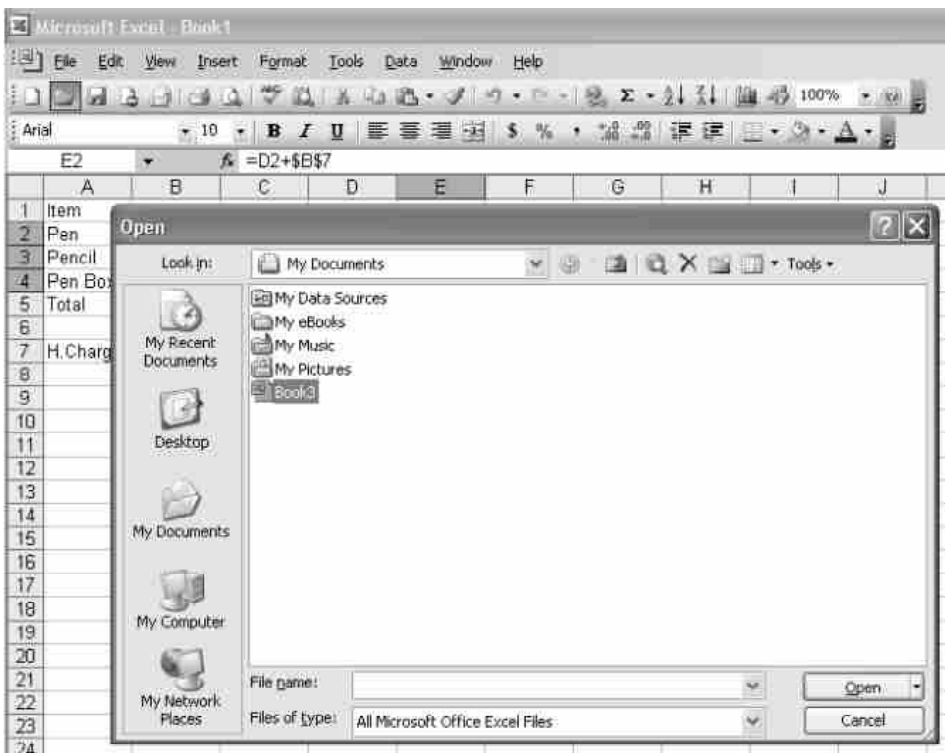 Microsoft Excel - Book1
File Edit View Insert Format Tools Data Window Help
100%
Arial 10 B I U $ % ,
E2 fx =D2+$B$7
A B C D E F G H I J
1 Item
2 Pen
3 Pencil
4 Pen Box
5 Total
6
7 H.Charg
8
9
10
11
12
13
14
15
16
17
18
19
20
21
22
23
24
Open
Look in: My Documents Tools
My Data Sources
My eBooks
My Music
My Pictures
Book3
My Recent
Documents
Desktop
My Documents
My Computer
My Network
Places
File name: Open
Files of type: All Microsoft Office Excel Files Cancel